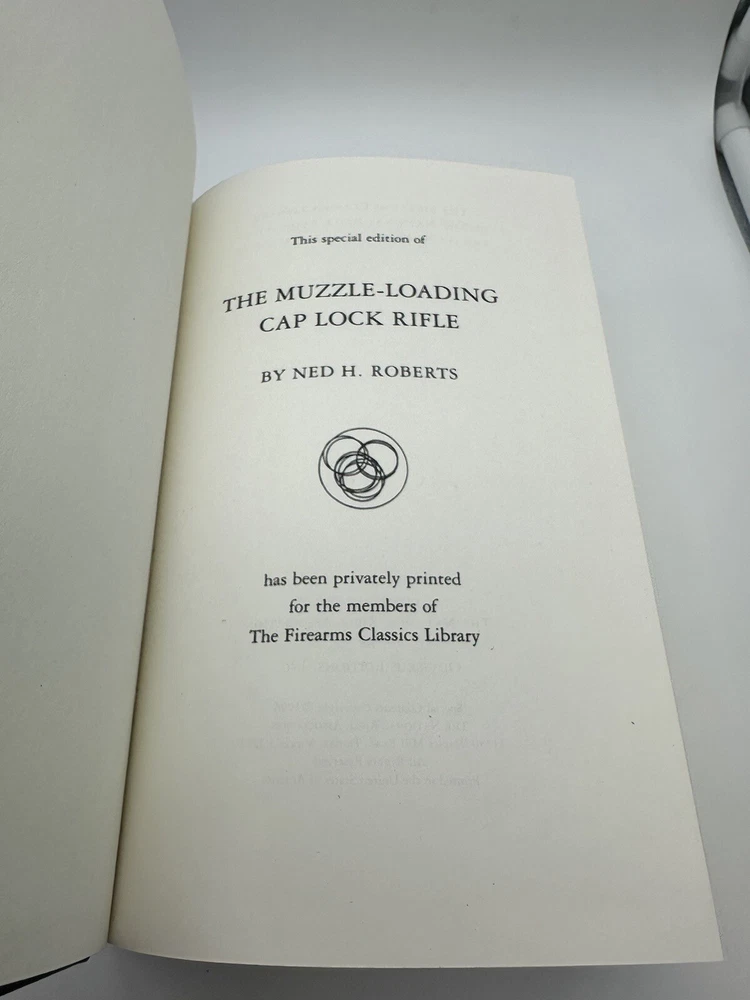 This special edition of
THE MUZZLE-LOADING
CAP LOCK RIFLE
BY NED H. ROBERTS
has been privately printed
for the members of
The Firearms Classics Library